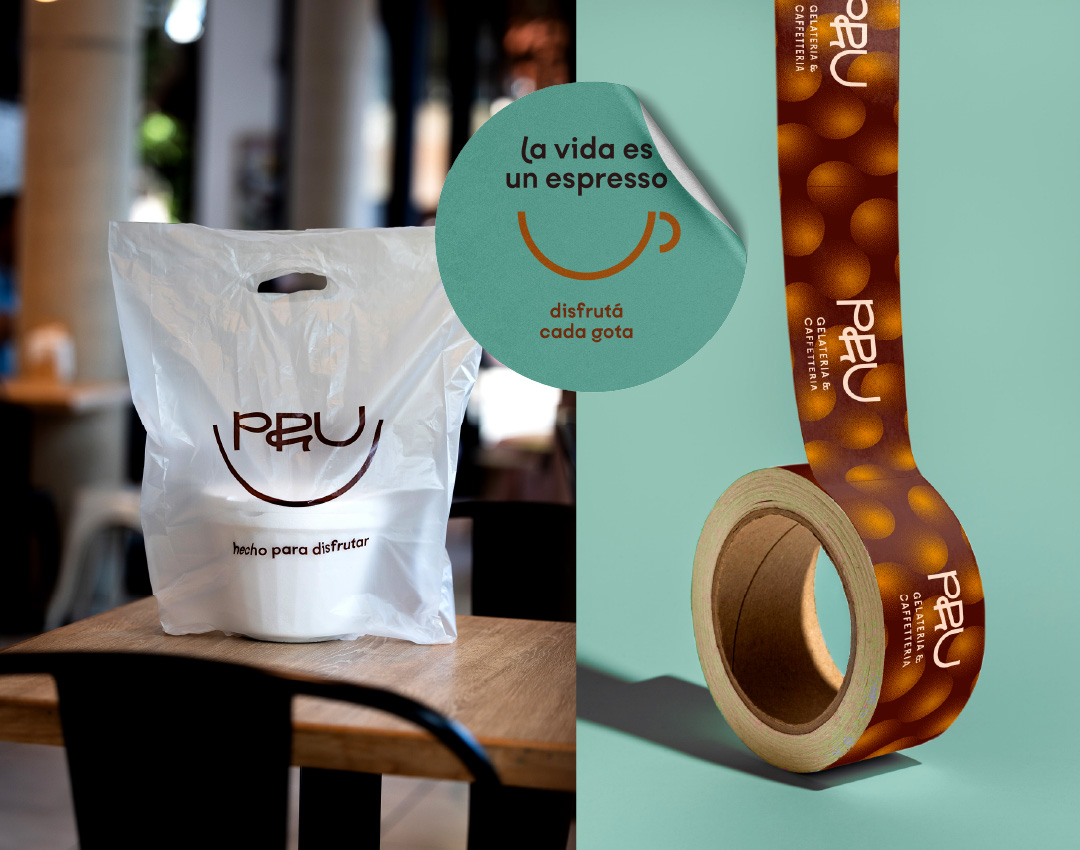 PRU
hecho para disfrutar
la vida es
un espresso
disfrutá
cada gota
PRU
GELATERIA &
CAFFETTERIA
PRU
GELATERIA &
CAFFETTERIA
PRU
GELATERIA &
CAFFETTERIA